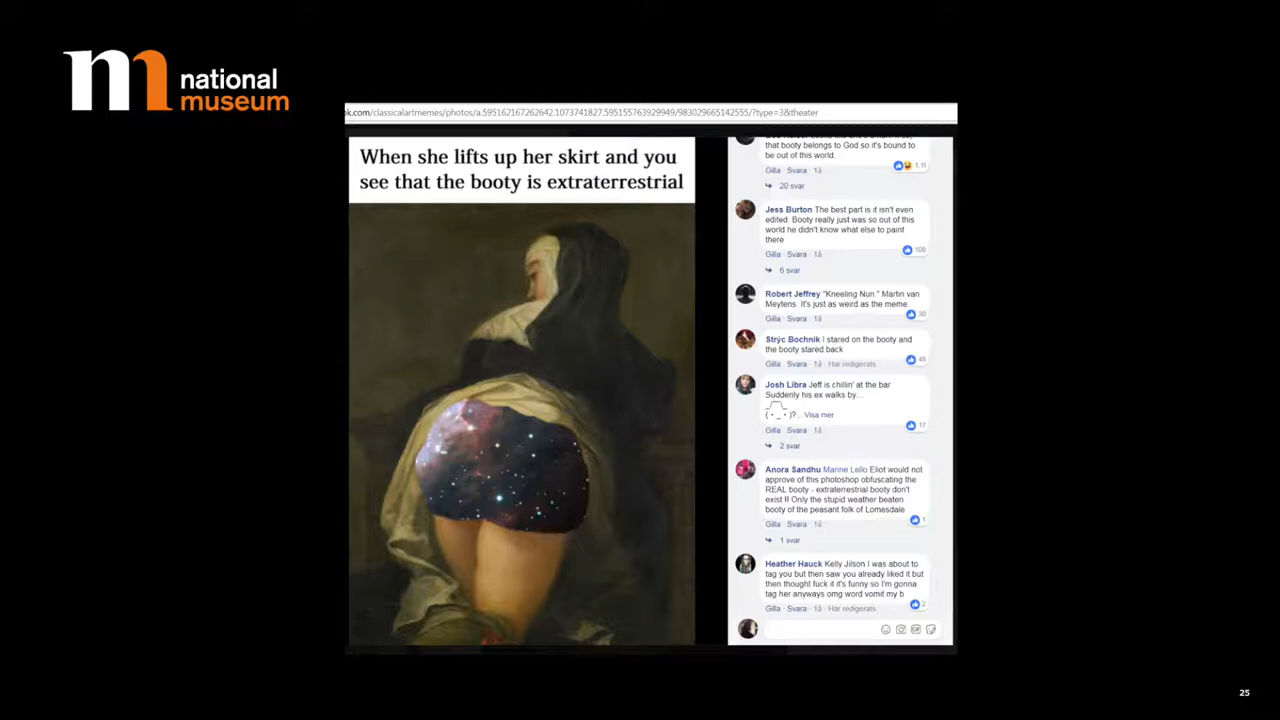 m national
museum
k.com/classicalartmemes/photos/a.595162167262642.1073741827.595155763929949/983029665142555/?type=3&theater
When she lifts up her skirt and you
see that the booty is extraterrestrial
that booty belongs to God so it's bound to
be out of this world.
1.11
Gilla · Svara · 1å
20 svar
Jess Burton The best part is it isn't even
edited. Booty really just was so out of this
world he didn't know what else to paint
there
108
Gilla · Svara · 1å
6 svar
Robert Jeffrey "Kneeling Nun." Martin van
Meytens. It's just as weird as the meme.
30
Gilla · Svara · 1å
Strýc Bochnik I stared on the booty and
the booty stared back
46
Gilla · Svara · 1å · Har redigerats
Josh Libra Jeff is chillin' at the bar
Suddenly his ex walks by....
( • _ • )?... Visa mer
17
Gilla · Svara · 1å
2 svar
Anora Sandhu Marine Lello Eliot would not
approve of this photoshop obfuscating the
REAL booty - extraterrestrial booty don't
exist !! Only the stupid weather beaten
booty of the peasant folk of Lomesdale
1
Gilla · Svara · 1å
1 svar
Heather Hauck Kelly Jilson I was about to
tag you but then saw you already liked it but
then thought fuck it it's funny so I'm gonna
tag her anyways omg word vomit my b
2
Gilla · Svara · 1å · Har redigerats
GIF
25